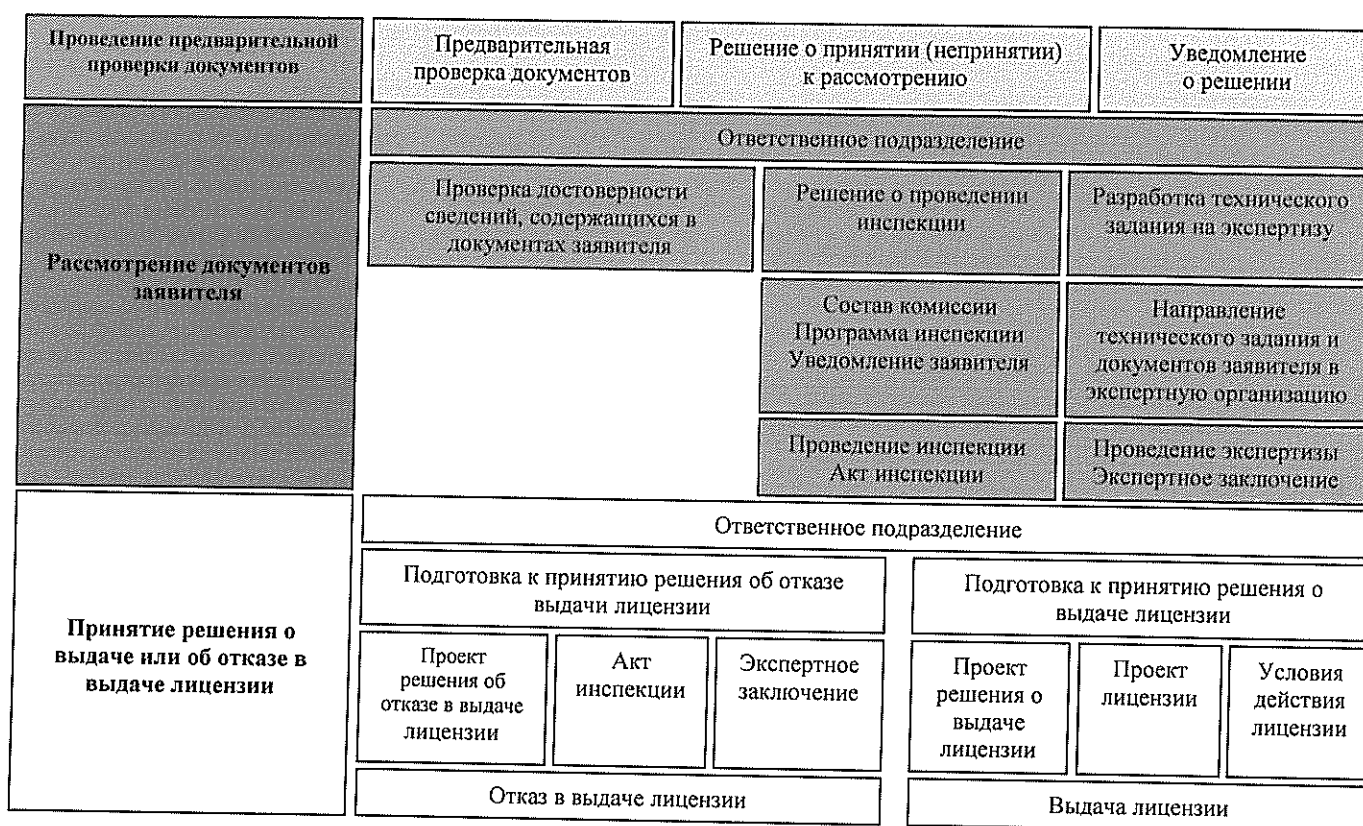 Проведение предварительной
проверки документов
Предварительная
проверка документов
Решение о принятии (непринятии)
к рассмотрению
Уведомление
о решении
Рассмотрение документов
заявителя
Ответственное подразделение
Проверка достоверности
сведений, содержащихся в
документах заявителя
Решение о проведении
инспекции
Разработка технического
задания на экспертизу
Состав комиссии
Программа инспекции
Уведомление заявителя
Направление
технического задания и
документов заявителя в
экспертную организацию
Проведение инспекции
Акт инспекции
Проведение экспертизы
Экспертное заключение
Принятие решения о
выдаче или об отказе в
выдаче лицензии
Ответственное подразделение
Подготовка к принятию решения об отказе
выдачи лицензии
Подготовка к принятию решения о
выдаче лицензии
Проект
решения об
отказе в выдаче
лицензии
Акт
инспекции
Экспертное
заключение
Проект
решения о
выдаче
лицензии
Проект
лицензии
Условия
действия
лицензии
Отказ в выдаче лицензии
Выдача лицензии